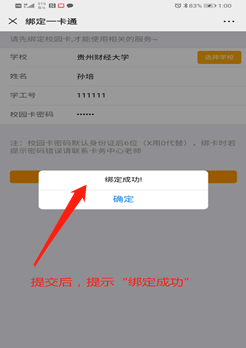 83% 1:00
绑定一卡通
请先绑定校园卡,才能使用相关的服务~
学校 贵州财经大学 选择学校
姓名 孙培
学工号 111111
校园卡密码 ••••••
注：校园卡密码默认身份证后6位（X用0代替），绑卡时若
提示密码错误请联系卡务中心老师
绑定成功!
确定
提交后，提示“绑定成功”